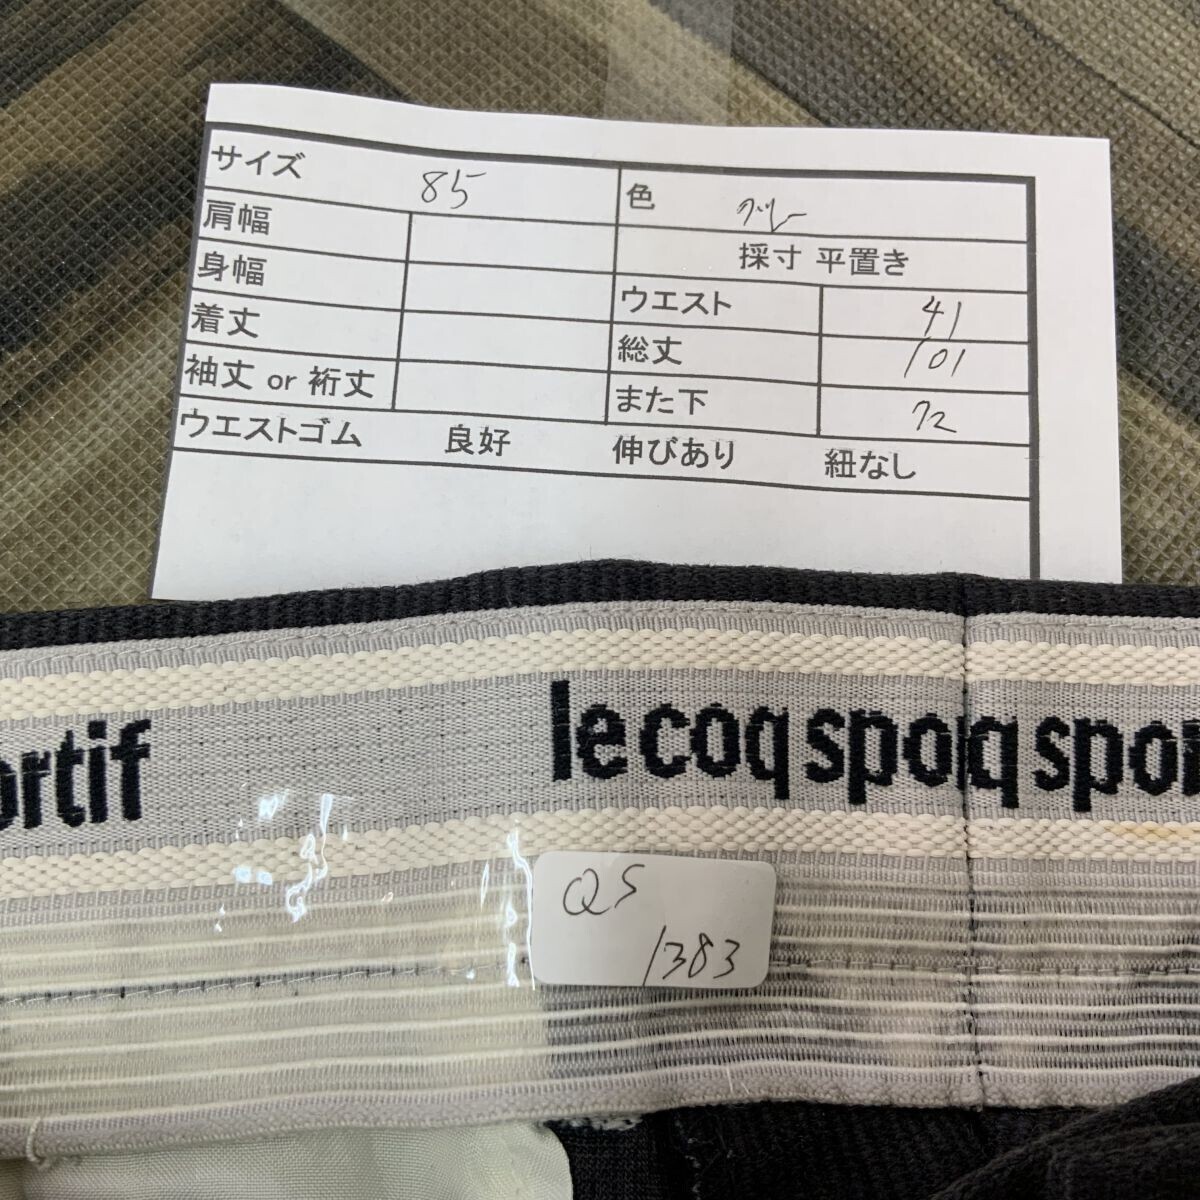 サイズ 85 色 グレー
肩幅 採寸 平置き
身幅 ウエスト 41
着丈 総丈 101
袖丈 or 裄丈 また下 72
ウエストゴム 良好 伸びあり 紐なし
ortif
le coq spo
q spor
QS
1383